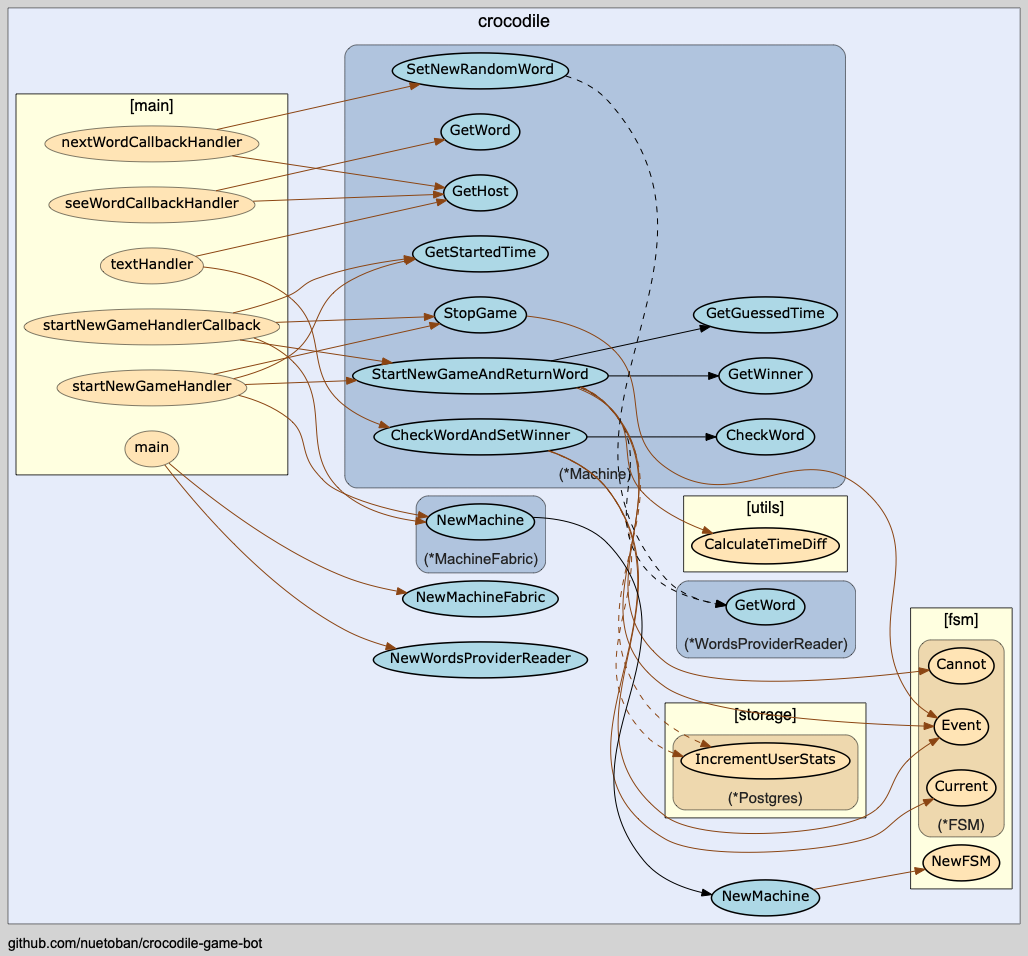 crocodile
[main]
nextWordCallbackHandler
seeWordCallbackHandler
textHandler
startNewGameHandlerCallback
startNewGameHandler
main
SetNewRandomWord
GetWord
GetHost
GetStartedTime
StopGame
StartNewGameAndReturnWord
CheckWordAndSetWinner
GetGuessedTime
GetWinner
CheckWord
(*Machine)
NewMachine
(*MachineFabric)
NewMachineFabric
NewWordsProviderReader
[utils]
CalculateTimeDiff
GetWord
(*WordsProviderReader)
[storage]
IncrementUserStats
(*Postgres)
[fsm]
Cannot
Event
Current
(*FSM)
NewFSM
NewMachine
github.com/nuetoban/crocodile-game-bot